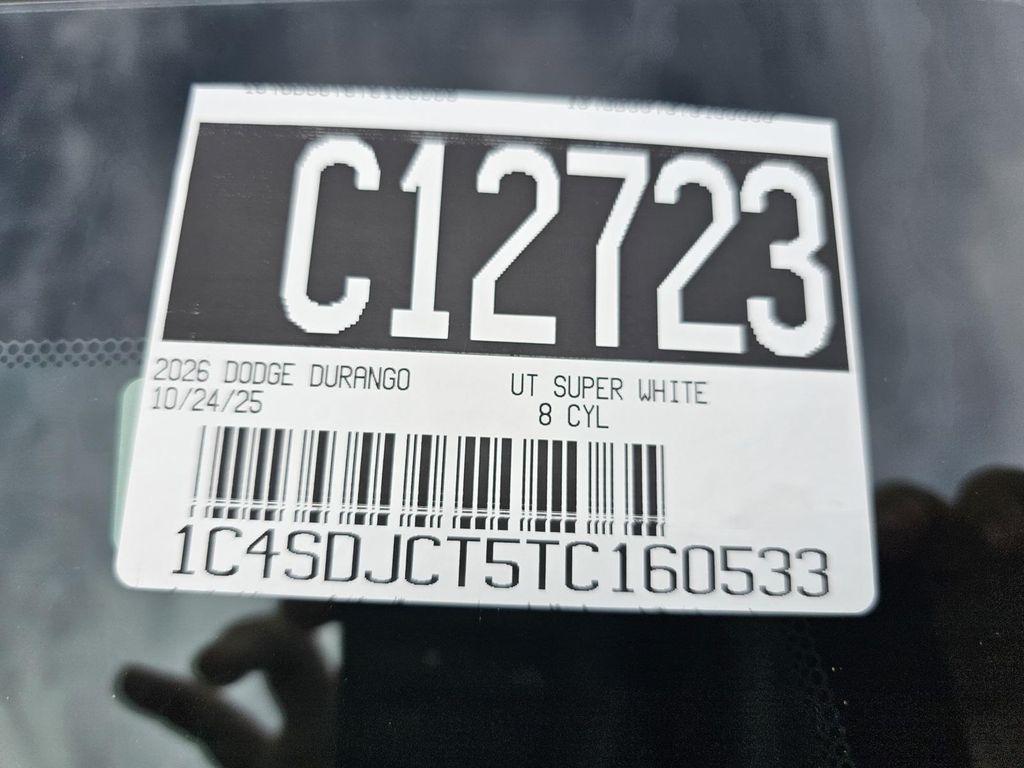 C12723
2026 DODGE DURANGO UT SUPER WHITE
10/24/25 8 CYL
1C4SDJCT5TC160533